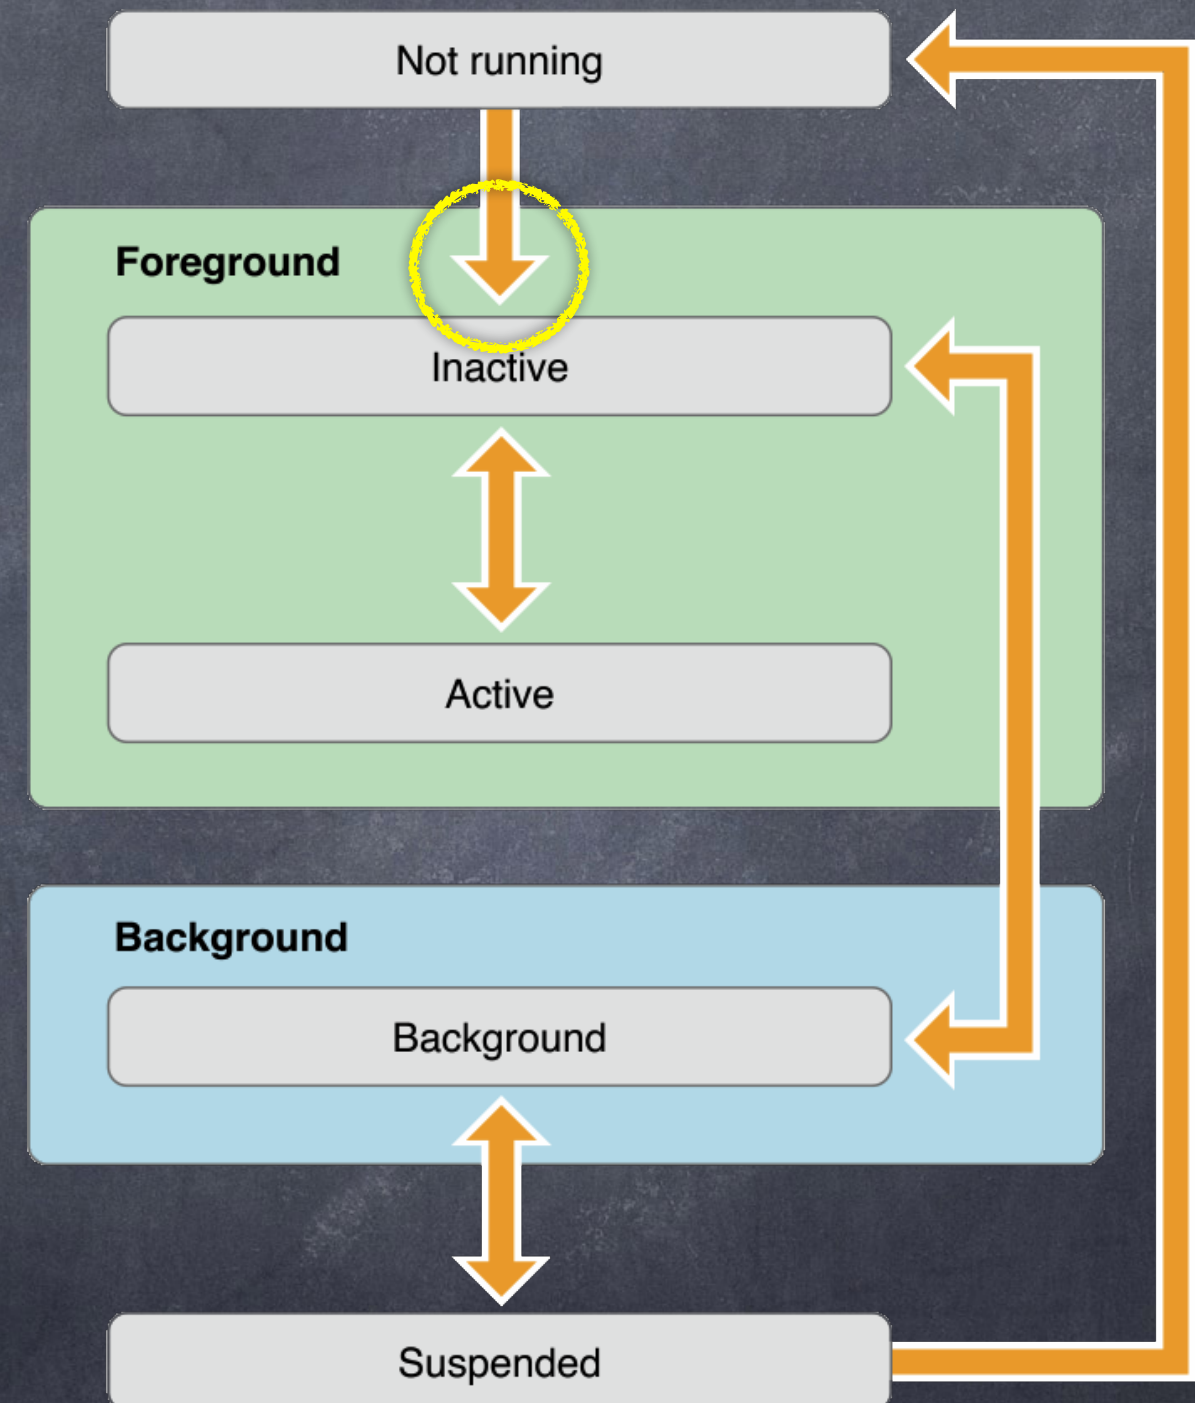 Not running
Foreground
Inactive
Active
Background
Background
Suspended